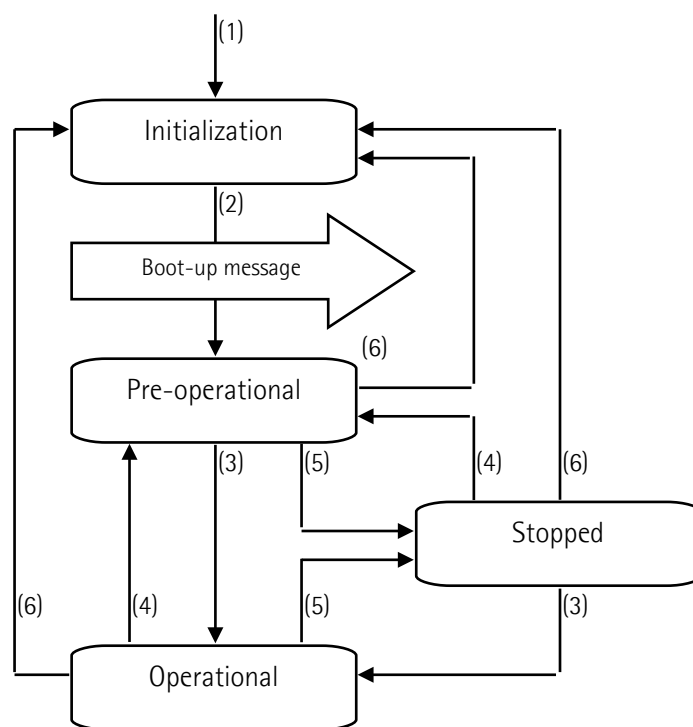 (1)
Initialization
(2)
Boot-up message
(6)
Pre-operational
(3)
(5)
(4)
(6)
Stopped
(6)
(4)
(5)
(3)
Operational